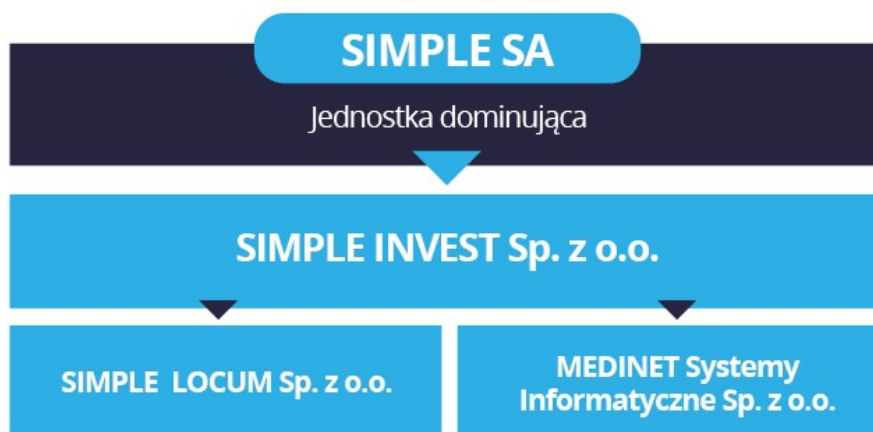 SIMPLE SA
Jednostka dominująca
SIMPLE INVEST Sp. z o.o.
SIMPLE LOCUM Sp. z o.o.
MEDINET Systemy
Informatyczne Sp. z o.o.